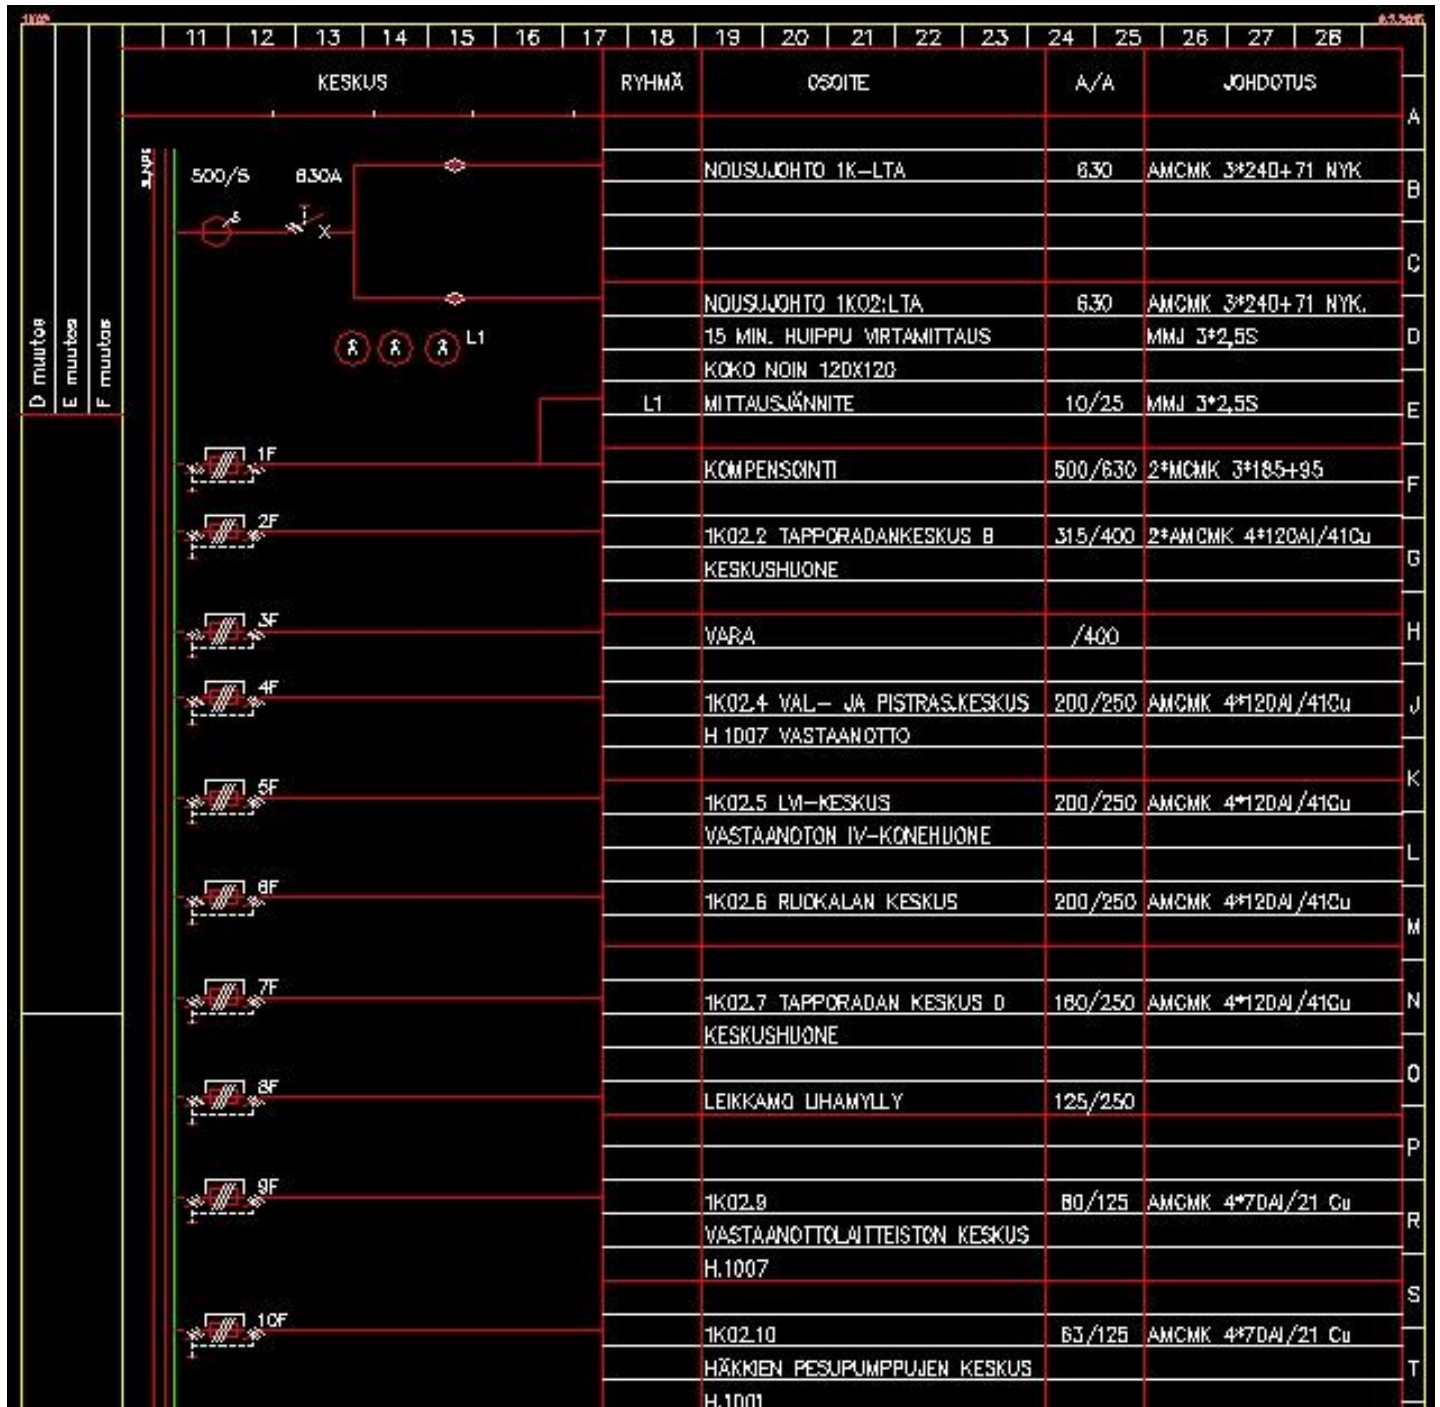 1K02
11 12 13 14 15 16 17 18 19 20 21 22 23 24 25 26 27 28
KESKUS RYHMÄ OSOITE A/A JOHDOTUS
A
500/5 630A NOUSUJOHTO 1K-LTA 630 AMCMK 3*240+71 NYK
B
5
X
C
NOUSUJOHTO 1K02:LTA 630 AMCMK 3*240+71 NYK.
L1 15 MIN. HUIPPU VIRTAMITTAUS MMJ 3*2,5S
D
A A A
KOKO NOIN 120X120
L1 MITTAUSJÄNNITE 10/25 MMJ 3*2,5S
E
D muutos
E muutos
F muutos
1F KOMPENSOINTI 500/630 2*MCMK 3*185+95
F
2F 1K02.2 TAPPORADANKESKUS B 315/400 2*AMCMK 4*120Al/41Cu
G
KESKUSHUONE
3F VARA /400
H
4F 1K02.4 VAL.- JA PISTRAS.KESKUS 200/250 AMCMK 4*120Al/41Cu
J
H 1007 VASTAANOTTO
K
5F 1K02.5 LVI-KESKUS 200/250 AMCMK 4*120Al/41Cu
VASTAANOTON IV-KONEHUONE
L
6F 1K02.6 RUOKALAN KESKUS 200/250 AMCMK 4*120Al/41Cu
M
7F 1K02.7 TAPPORADAN KESKUS D 160/250 AMCMK 4*120Al/41Cu
N
KESKUSHUONE
O
8F LEIKKAMO LIHAMYLLY 125/250
P
9F 1K02.9 80/125 AMCMK 4*70Al/21 Cu
R
VASTAANOTTOLAITTEISTON KESKUS
H.1007
S
10F 1K02.10 63/125 AMCMK 4*70Al/21 Cu
T
HÄKKIEN PESUPUMPPUJEN KESKUS
H.1001